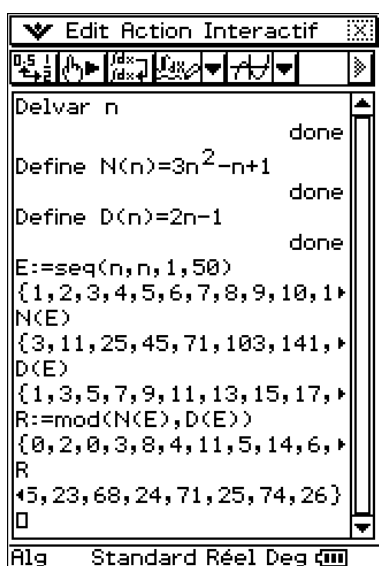 Edit Action Interactif
Delvar n
done
Define N(n)=3n²-n+1
done
Define D(n)=2n-1
done
E:=seq(n,n,1,50)
{1,2,3,4,5,6,7,8,9,10,1▶
N(E)
{3,11,25,45,71,103,141,▶
D(E)
{1,3,5,7,9,11,13,15,17,▶
R:=mod(N(E),D(E))
{0,2,0,3,8,4,11,5,14,6,▶
R
◀5,23,68,24,71,25,74,26}
Alg Standard Réel Deg